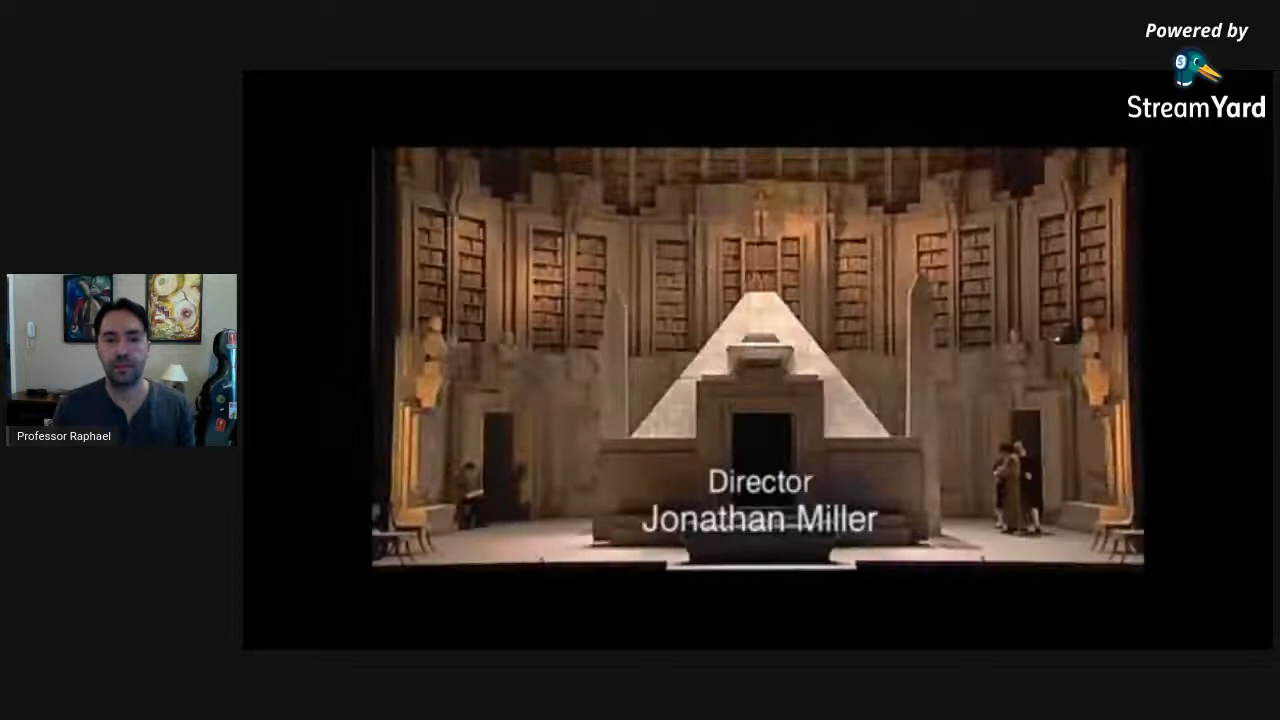 Powered by
StreamYard
Director
Jonathan Miller
Professor Raphael